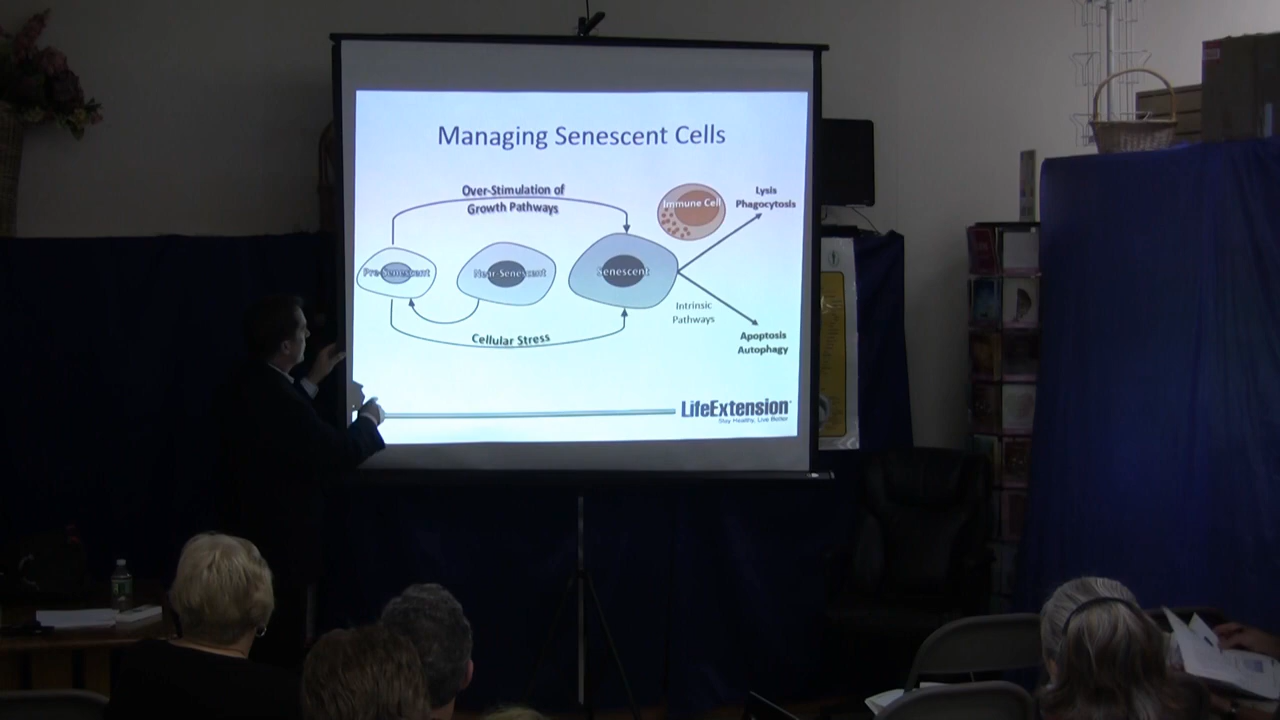 Managing Senescent Cells
Over-Stimulation of
Growth Pathways
Immune Cell
Lysis
Phagocytosis
Pre-Senescent
Near-Senescent
Senescent
Intrinsic
Pathways
Cellular Stress
Apoptosis
Autophagy
LifeExtension
Stay Healthy, Live Better